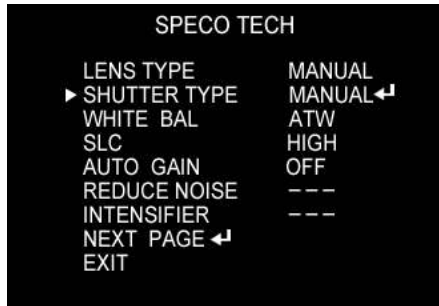 SPECO TECH
LENS TYPE MANUAL
▶ SHUTTER TYPE MANUAL↵
WHITE BAL ATW
SLC HIGH
AUTO GAIN OFF
REDUCE NOISE – – –
INTENSIFIER – – –
NEXT PAGE ↵
EXIT